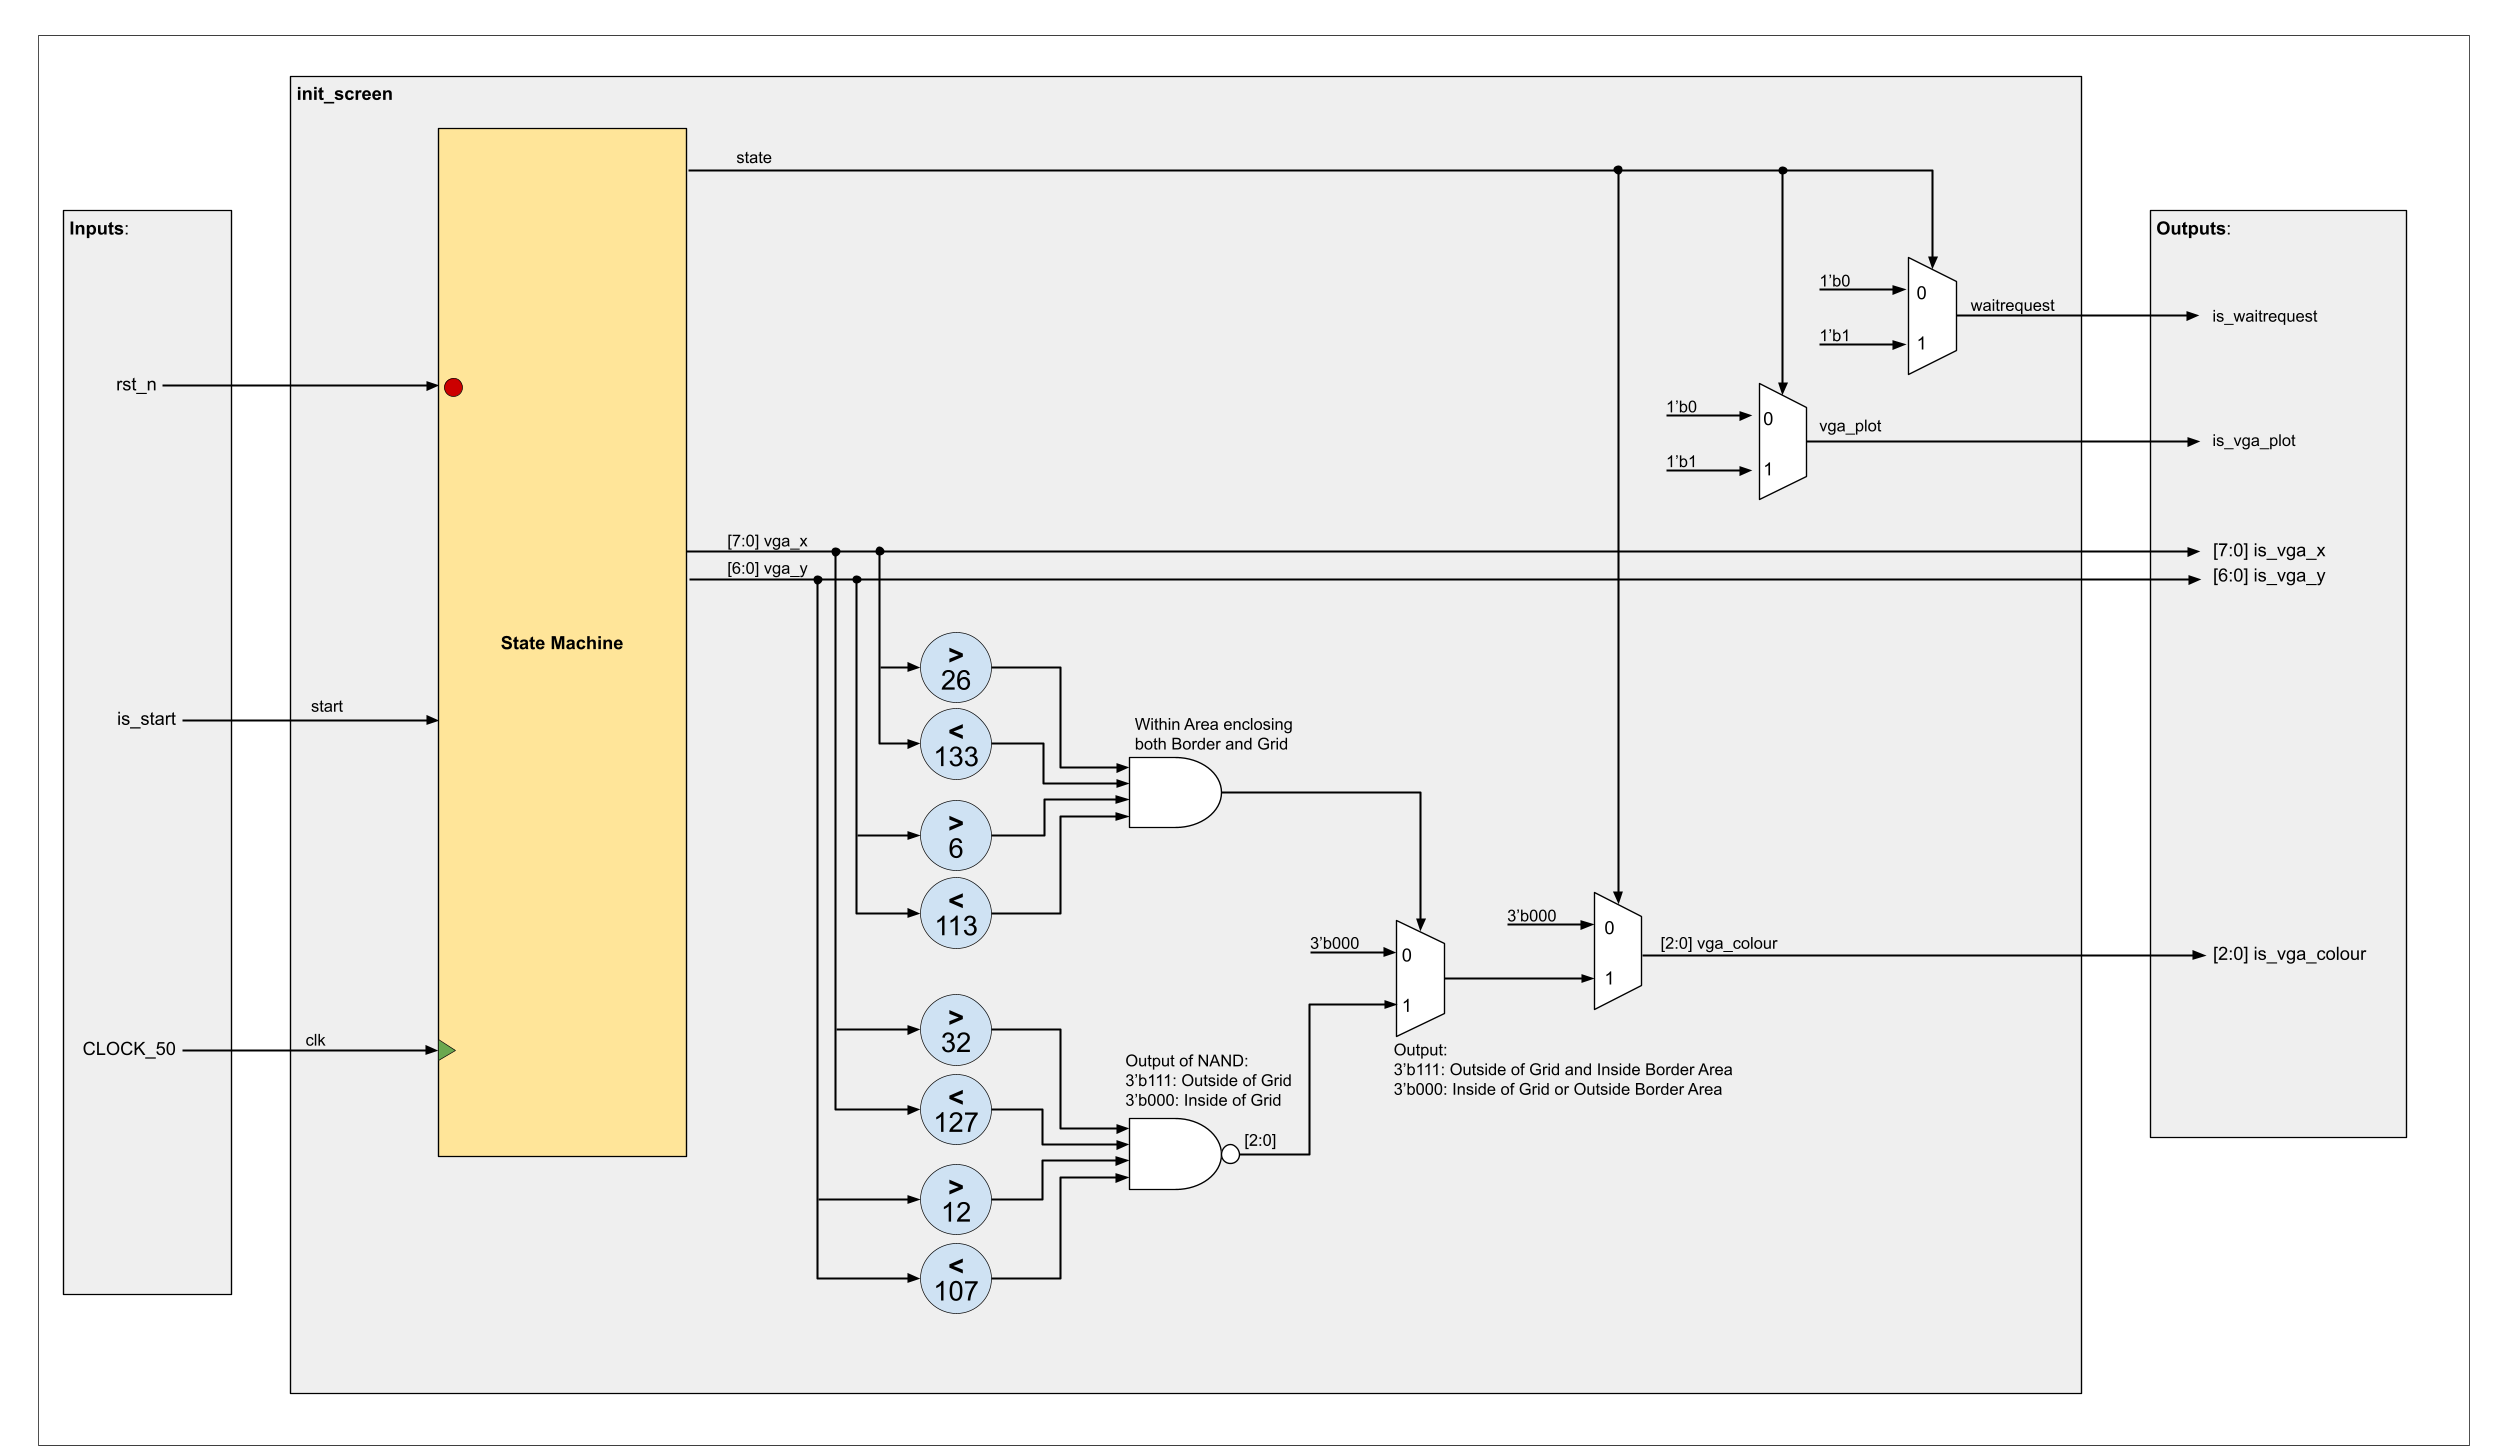 init_screen
Inputs:
rst_n
is_start
start
CLOCK_50
clk
State Machine
state
[7:0] vga_x
[6:0] vga_y
1’b0
1’b1
0
1
waitrequest
1’b0
1’b1
0
1
vga_plot
>
26
<
133
>
6
<
113
Within Area enclosing
both Border and Grid
>
32
<
127
>
12
<
107
Output of NAND:
3’b111: Outside of Grid
3’b000: Inside of Grid
[2:0]
3’b000
0
1
Output:
3’b111: Outside of Grid and Inside Border Area
3’b000: Inside of Grid or Outside Border Area
3’b000
0
1
[2:0] vga_colour
Outputs:
is_waitrequest
is_vga_plot
[7:0] is_vga_x
[6:0] is_vga_y
[2:0] is_vga_colour